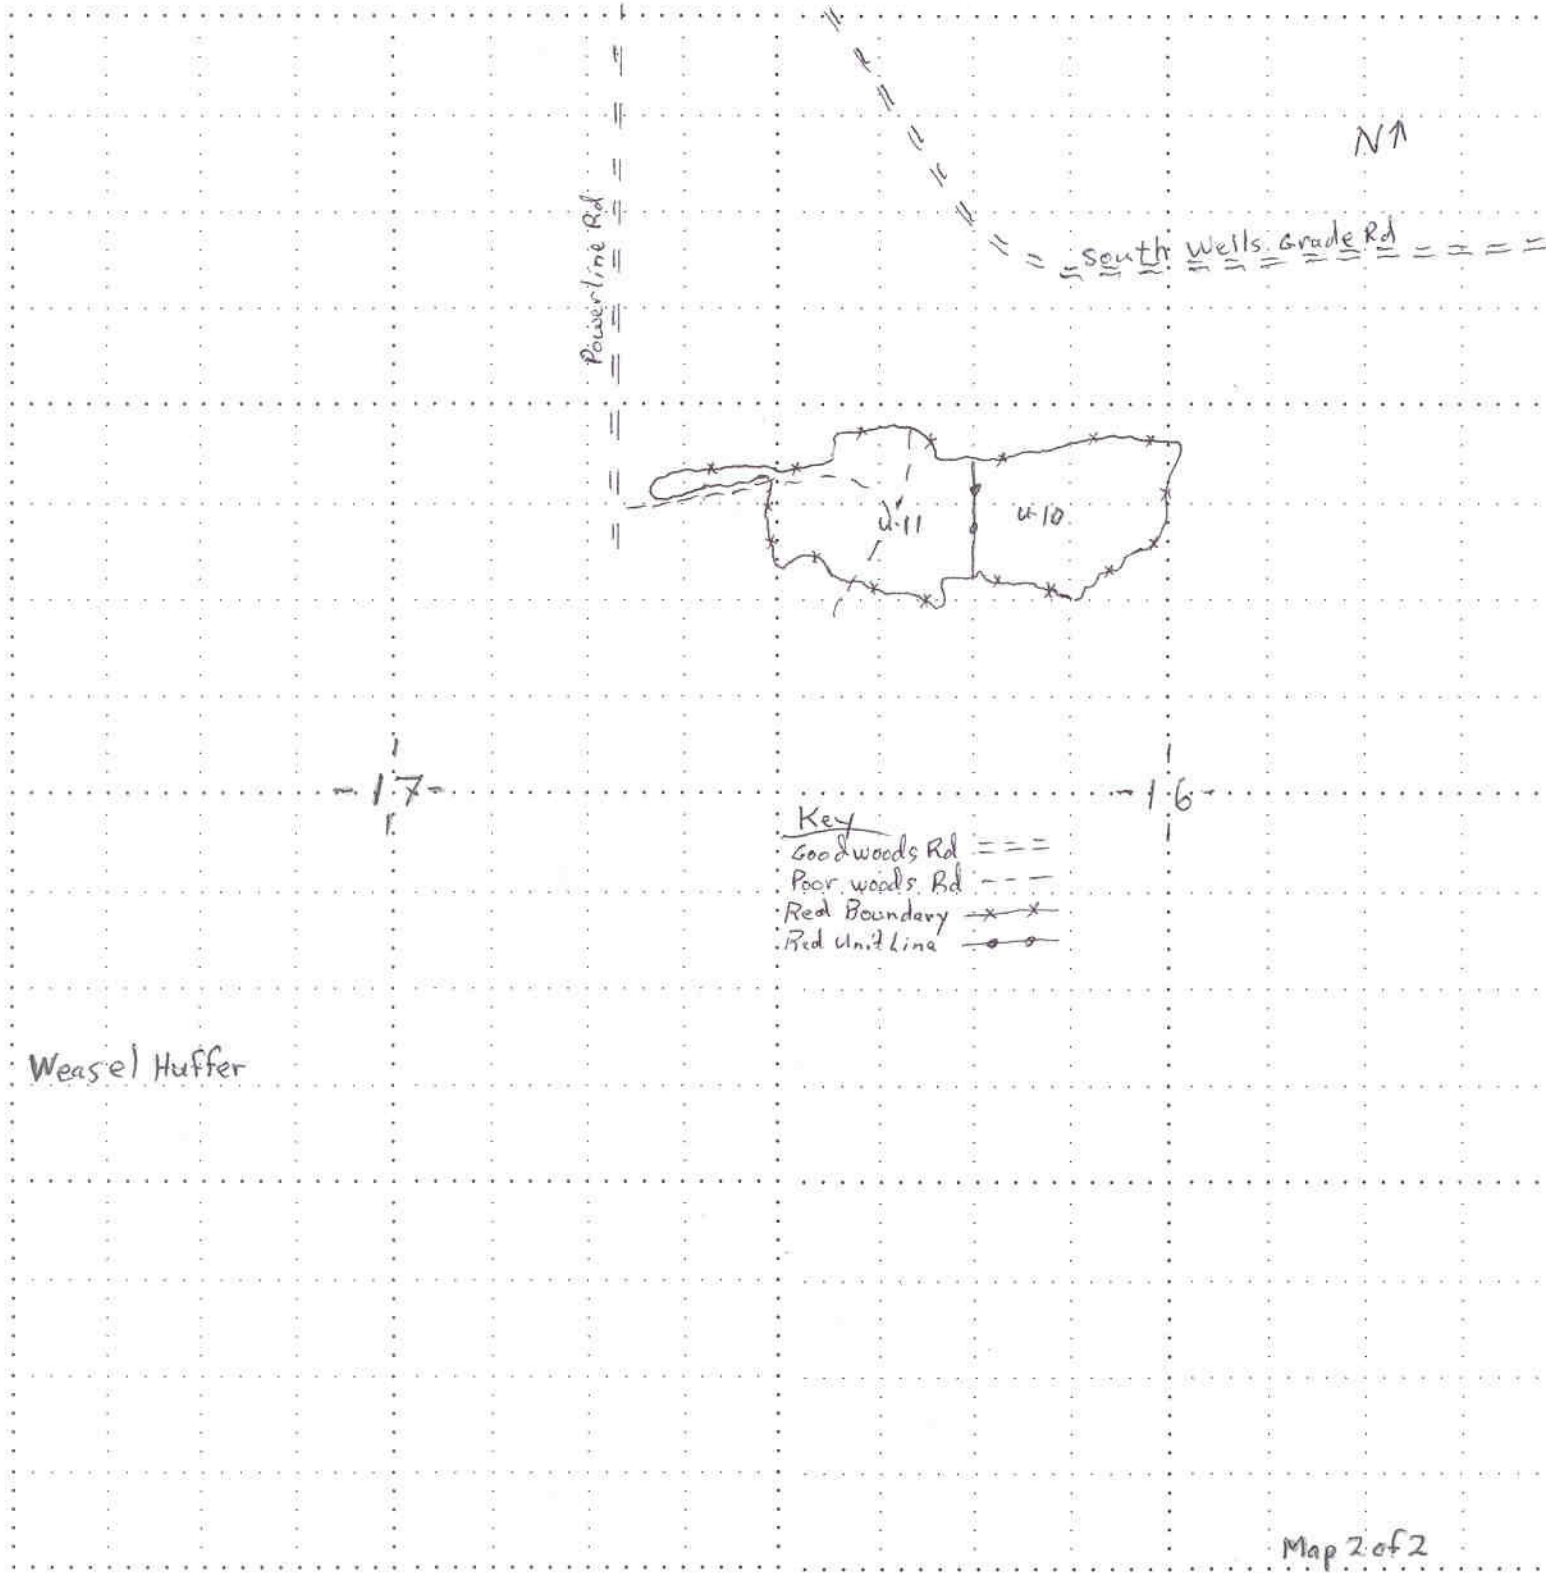 N↑
Powerline Rd
South Wells Grade Rd
U-11
U-10
-17-
-16-
Key
Good woods Rd ===
Poor woods Rd ---
Red Boundary
Red Unit Line
Weasel Huffer
Map 2 of 2